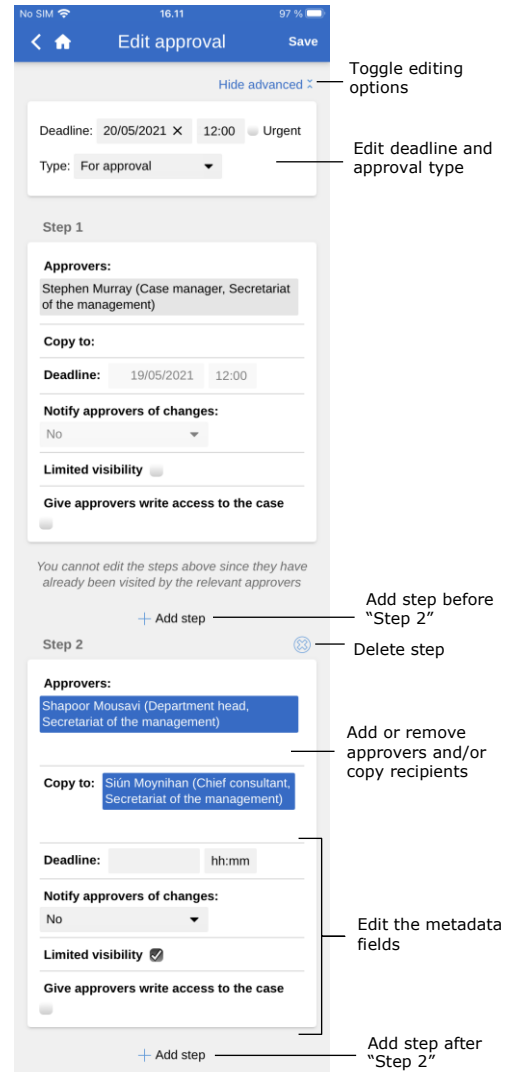 No SIM 16.11 97 %
Edit approval Save
Hide advanced
Toggle editing
options
Deadline: 20/05/2021 × 12:00 Urgent
Type: For approval
Edit deadline and
approval type
Step 1
Approvers:
Stephen Murray (Case manager, Secretariat
of the management)
Copy to:
Deadline: 19/05/2021 12:00
Notify approvers of changes:
No
Limited visibility
Give approvers write access to the case
You cannot edit the steps above since they have
already been visited by the relevant approvers
+ Add step
Add step before
“Step 2”
Step 2
Delete step
Approvers:
Shapoor Mousavi (Department head,
Secretariat of the management)
Add or remove
approvers and/or
copy recipients
Copy to: Siún Moynihan (Chief consultant,
Secretariat of the management)
Deadline: hh:mm
Notify approvers of changes:
No
Edit the metadata
fields
Limited visibility
Give approvers write access to the case
+ Add step
Add step after
“Step 2”